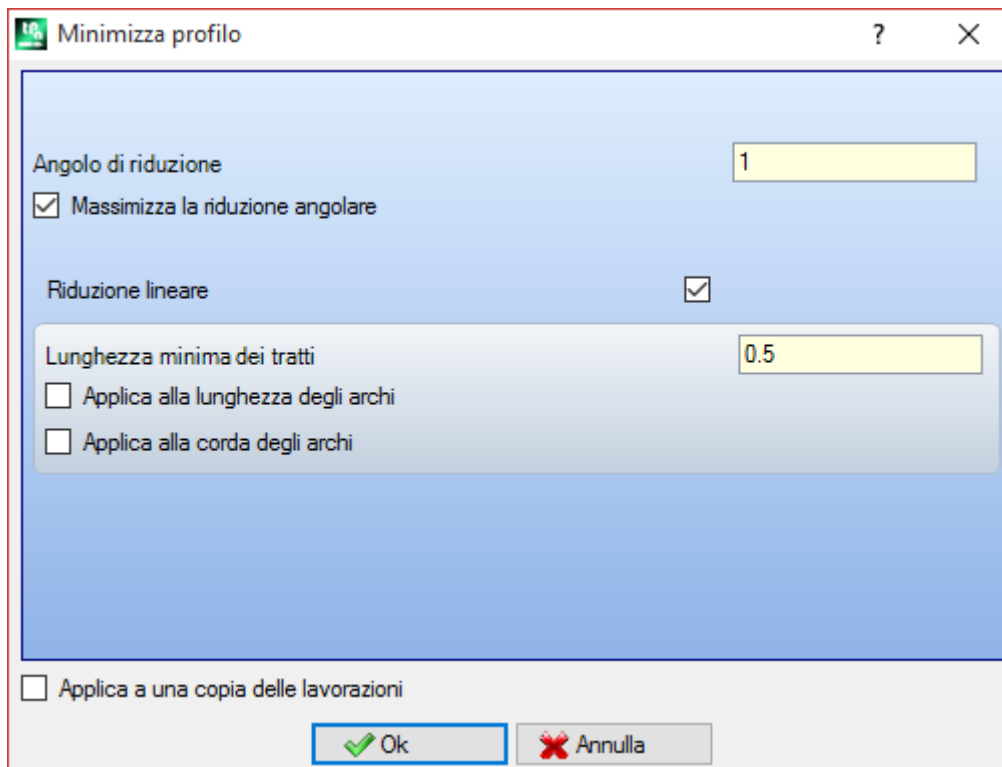 Minimizza profilo ?
Angolo di riduzione 1
Massimizza la riduzione angolare
Riduzione lineare
Lunghezza minima dei tratti 0.5
Applica alla lunghezza degli archi
Applica alla corda degli archi
Applica a una copia delle lavorazioni
Ok Annulla